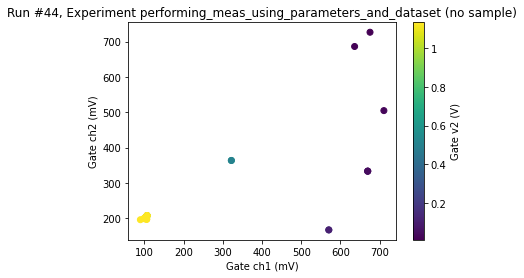 Run #44, Experiment performing_meas_using_parameters_and_dataset (no sample)
700
600
500
400
300
200
Gate ch2 (mV)
100 200 300 400 500 600 700
Gate ch1 (mV)
1
0.8
0.6
0.4
0.2
Gate v2 (V)